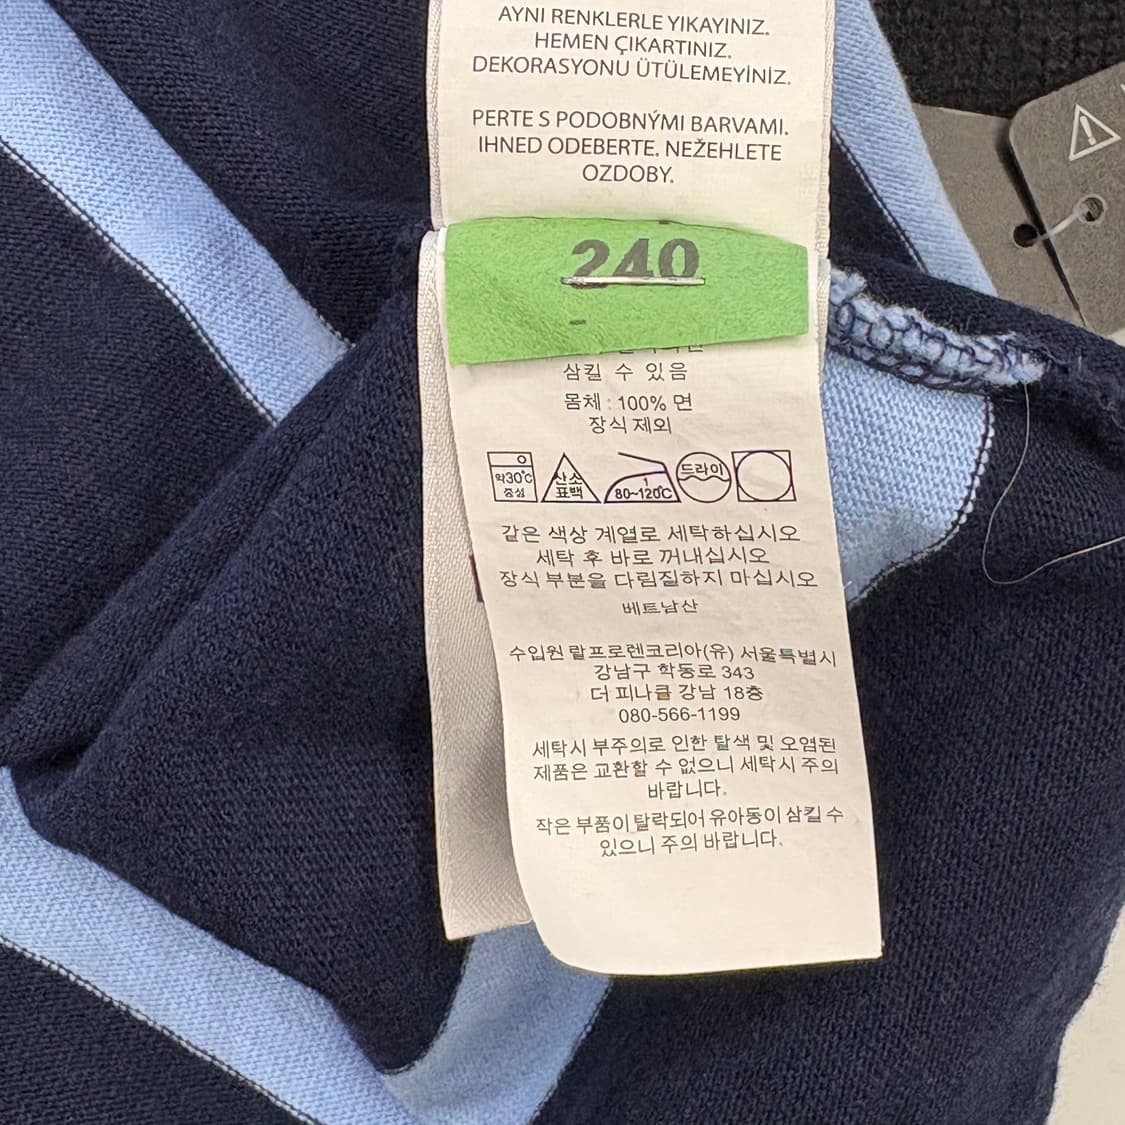 AYNI RENKLERLE YIKAYINIZ.
HEMEN ÇIKARTINIZ.
DEKORASYONU ÜTÜLEMEYİNİZ.
PERTE S PODOBNÝMI BARVAMI.
IHNED ODEBERTE. NEŽEHLETE
OZDOBY.
240
삼킬 수 있음
몸체 : 100% 면
장식 제외
약30℃ 중성
산소 표백
1 80~120℃
드라이
같은 색상 계열로 세탁하십시오
세탁 후 바로 꺼내십시오
장식 부분을 다림질하지 마십시오
베트남산
수입원 랄프로렌코리아(유) 서울특별시
강남구 학동로 343
더 피나클 강남 18층
080-566-1199
세탁시 부주의로 인한 탈색 및 오염된
제품은 교환할 수 없으니 세탁시 주의
바랍니다.
작은 부품이 탈락되어 유아동이 삼킬 수
있으니 주의 바랍니다.